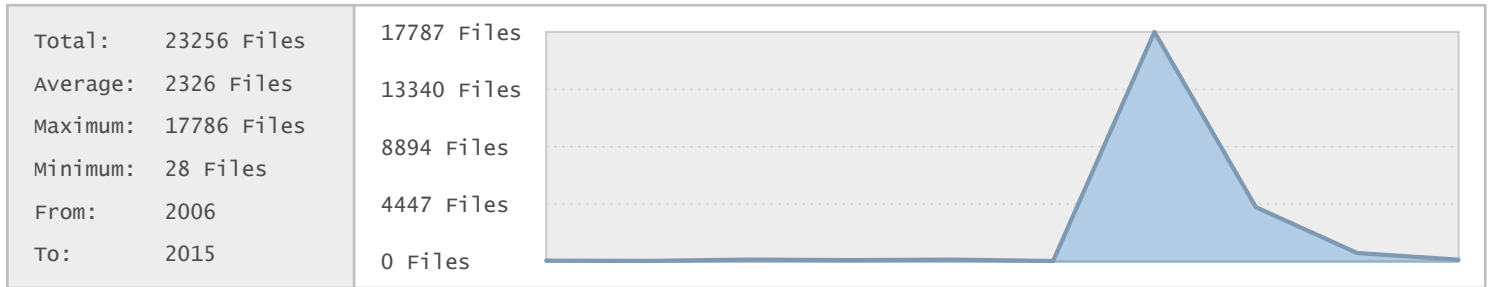 Total: 23256 Files
Average: 2326 Files
Maximum: 17786 Files
Minimum: 28 Files
From: 2006
To: 2015
17787 Files
13340 Files
8894 Files
4447 Files
0 Files